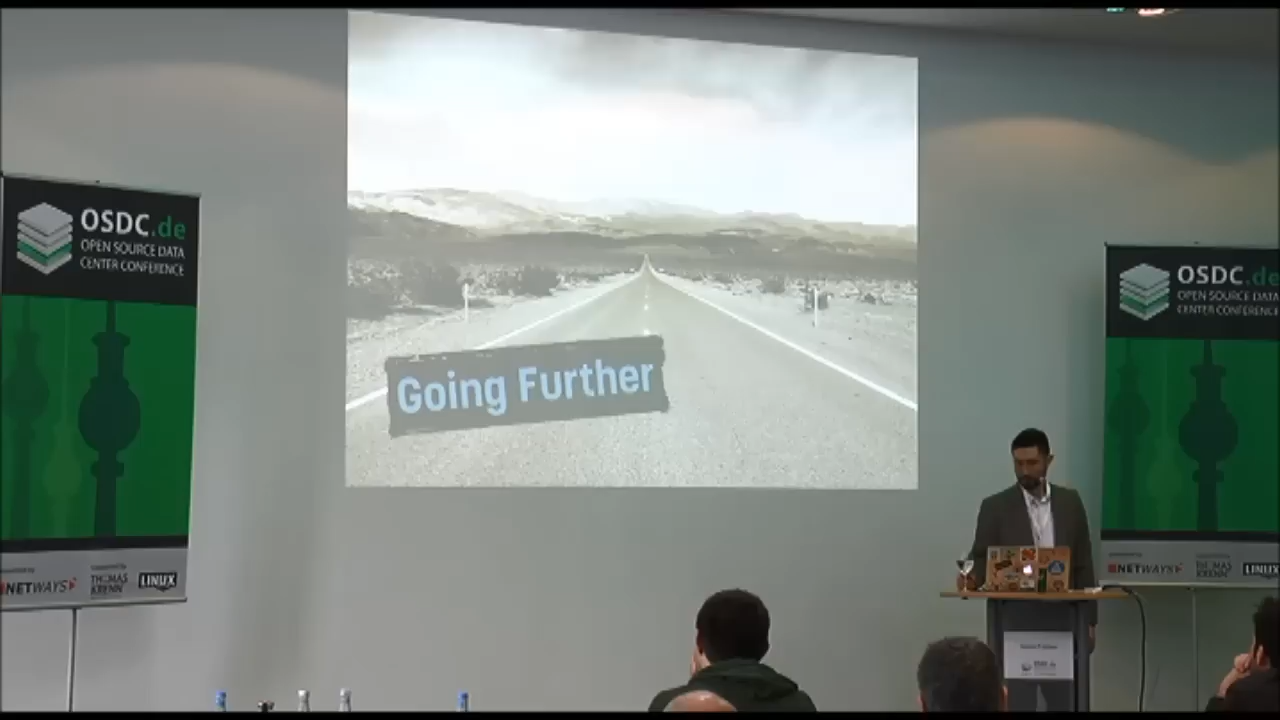 OSDC.de
OPEN SOURCE DATA
CENTER CONFERENCE
NETWAYS
THOMAS
KRENN
LINUX
Going Further
OSDC.de
OPEN SOURCE DATA
CENTER CONFERENCE
NETWAYS
THOMAS
KRENN
LINUX